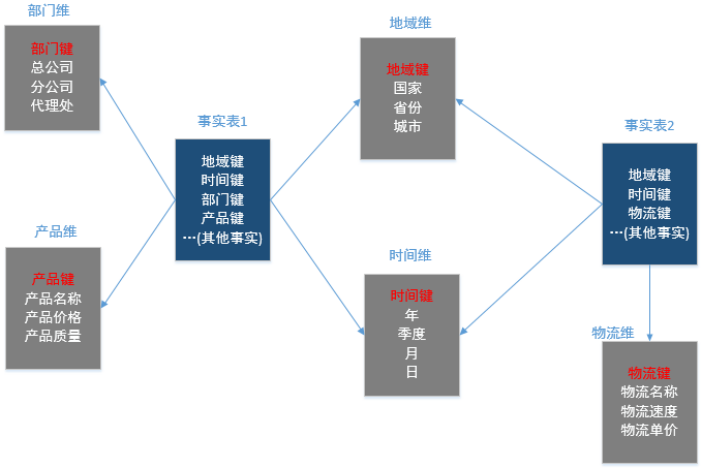 部门维
部门键
总公司
分公司
代理处
地域维
地域键
国家
省份
城市
事实表1
地域键
时间键
部门键
产品键
…(其他事实)
事实表2
地域键
时间键
物流键
…(其他事实)
产品维
产品键
产品名称
产品价格
产品质量
时间维
时间键
年
季度
月
日
物流维
物流键
物流名称
物流速度
物流单价